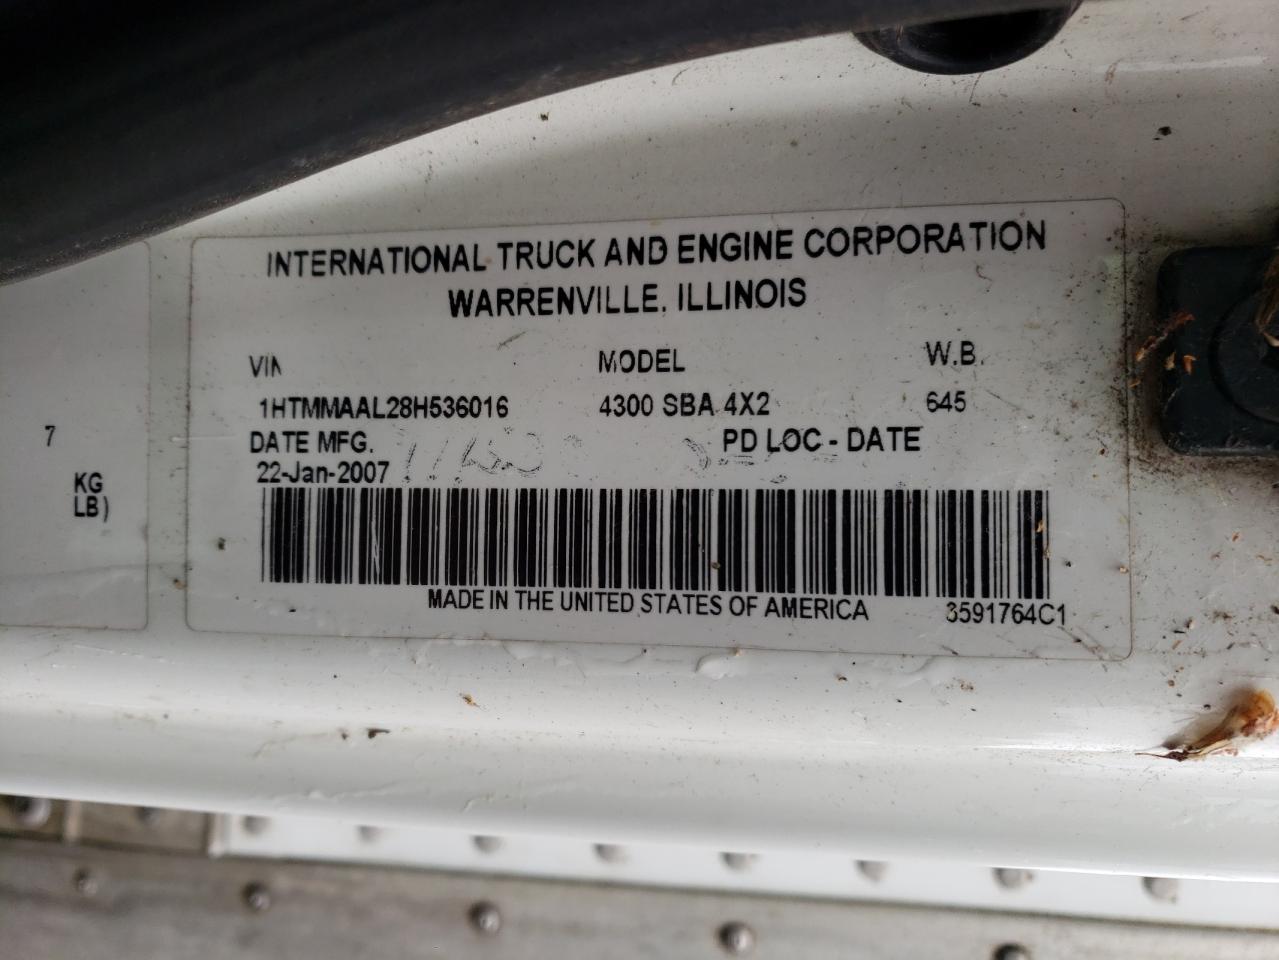 INTERNATIONAL TRUCK AND ENGINE CORPORATION
WARRENVILLE, ILLINOIS
VIN MODEL W.B.
1HTMMAAL28H536016 4300 SBA 4X2 645
DATE MFG. PD LOC - DATE
22-Jan-2007
MADE IN THE UNITED STATES OF AMERICA 3591764C1
7
KG
LB)